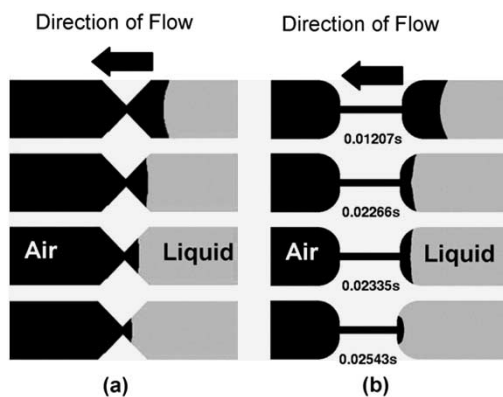 Direction of Flow
Direction of Flow
0.01207s
0.02266s
Air
Liquid
Air
Liquid
0.02335s
0.02543s
(a)
(b)